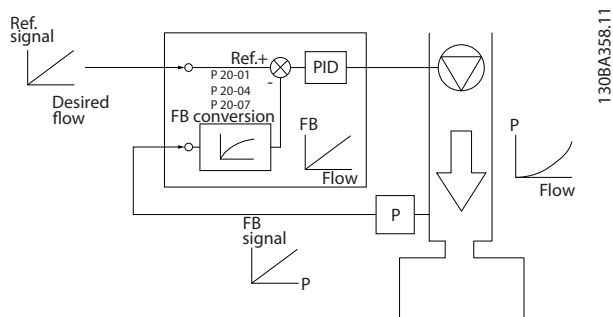 Ref.
signal
Desired
flow
Ref.+
-
P 20-01
P 20-04
P 20-07
FB conversion
PID
FB
Flow
P
Flow
P
FB
signal
P
130BA358.11